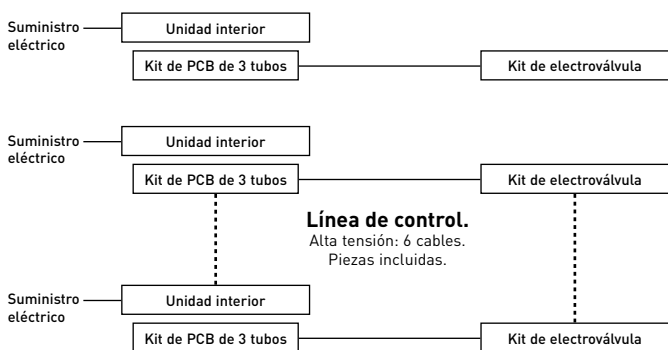 Suministro
eléctrico
Unidad interior
Kit de PCB de 3 tubos
Kit de electroválvula
Suministro
eléctrico
Unidad interior
Kit de PCB de 3 tubos
Kit de electroválvula
Línea de control.
Alta tensión: 6 cables.
Piezas incluidas.
Suministro
eléctrico
Unidad interior
Kit de PCB de 3 tubos
Kit de electroválvula